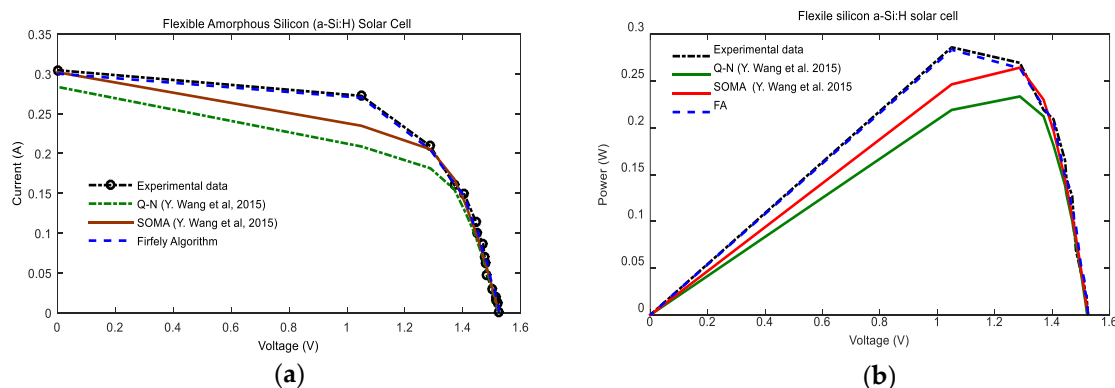 Flexible Amorphous Silicon (a-Si:H) Solar Cell
0.35
0.3
0.25
0.2
0.15
0.1
0.05
0
Current (A)
Experimental data
Q-N (Y. Wang et al, 2015)
SOMA (Y. Wang et al, 2015)
Firfely Algorithm
0
0.2
0.4
0.6
0.8
1
1.2
1.4
1.6
Voltage (V)
(a)
Flexile silicon a-Si:H solar cell
0.3
0.25
0.2
0.15
0.1
0.05
0
Power (W)
Experimental data
Q-N (Y. Wang et al. 2015)
SOMA (Y. Wang et al. 2015
FA
0
0.2
0.4
0.6
0.8
1
1.2
1.4
1.6
Voltage (V)
(b)